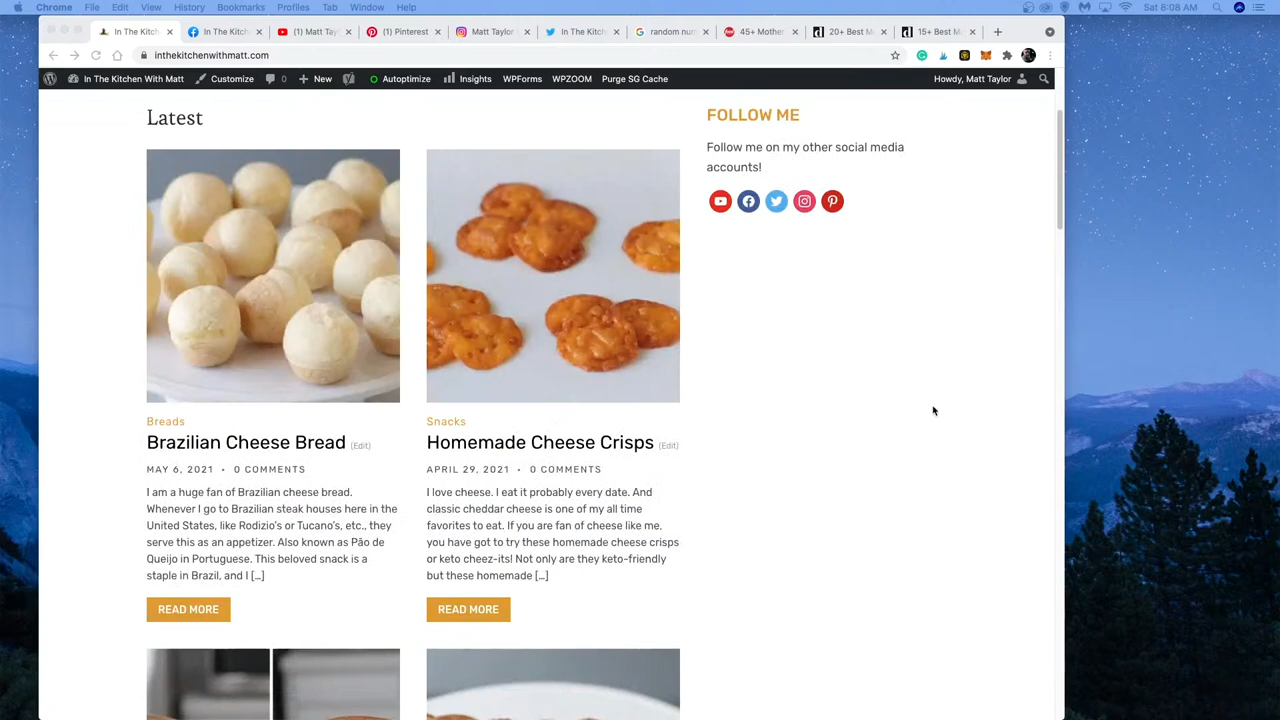 Chrome File Edit View History Bookmarks Profiles Tab Window Help Sat 8:08 AM
In The Kitch In The Kitch (1) Matt Tay (1) Pinterest Matt Taylor In The Kitch random num 45+ Mother 20+ Best M 15+ Best M
inthekitchenwithmatt.com
In The Kitchen With Matt Customize 0 New Autoptimize Insights WPForms WPZOOM Purge SG Cache Howdy, Matt Taylor
Latest
Breads
Brazilian Cheese Bread (Edit)
MAY 6, 2021 • 0 COMMENTS
I am a huge fan of Brazilian cheese bread.
Whenever I go to Brazilian steak houses here in the
United States, like Rodizio's or Tucano's, etc., they
serve this as an appetizer. Also known as Pão de
Queijo in Portuguese. This beloved snack is a
staple in Brazil, and I […]
READ MORE
Snacks
Homemade Cheese Crisps (Edit)
APRIL 29, 2021 • 0 COMMENTS
I love cheese. I eat it probably every date. And
classic cheddar cheese is one of my all time
favorites to eat. If you are fan of cheese like me,
you have got to try these homemade cheese crisps
or keto cheez-its! Not only are they keto-friendly
but these homemade […]
READ MORE
FOLLOW ME
Follow me on my other social media
accounts!